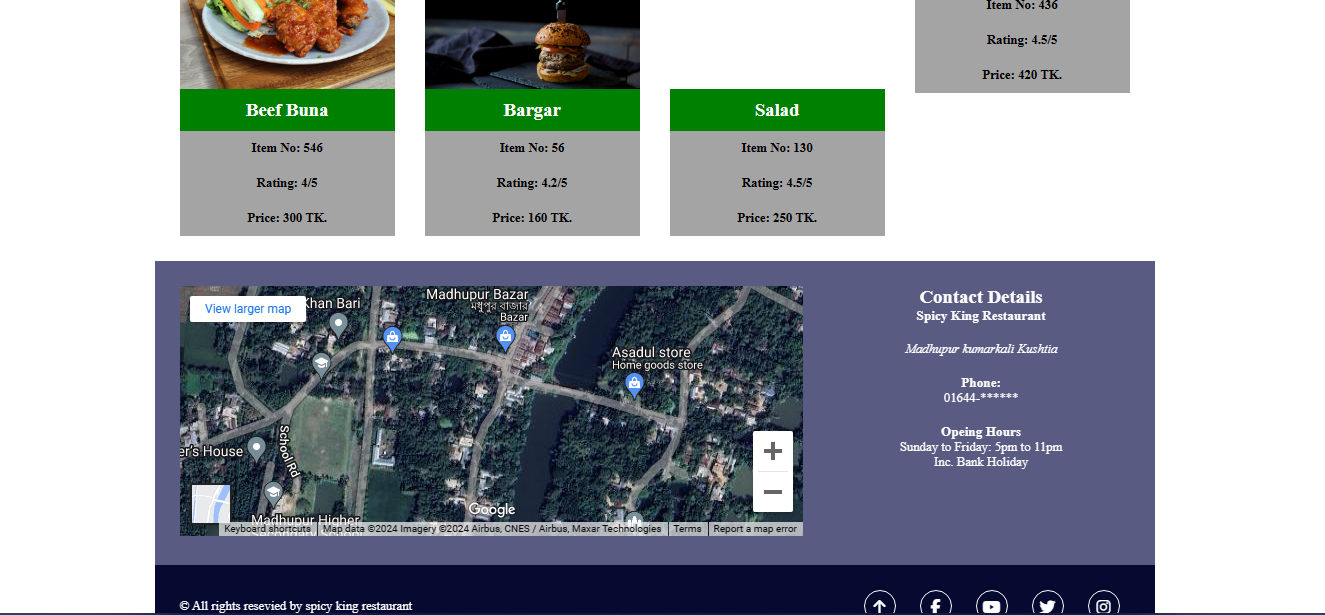 Item No: 436
Rating: 4.5/5
Price: 420 TK.
Beef Buna
Item No: 546
Rating: 4/5
Price: 300 TK.
Bargar
Item No: 56
Rating: 4.2/5
Price: 160 TK.
Salad
Item No: 130
Rating: 4.5/5
Price: 250 TK.
View larger map
Khan Bari
Madhupur Bazar
মধুপুর বাজার
Bazar
Asadul store
Home goods store
School Rd
er's House
Madhupur Higher
Secondary School
Google
Keyboard shortcuts
Map data ©2024 Imagery ©2024 Airbus, CNES / Airbus, Maxar Technologies
Terms
Report a map error
Contact Details
Spicy King Restaurant
Madhupur kumarkali Kushtia
Phone:
01644-******
Opeing Hours
Sunday to Friday: 5pm to 11pm
Inc. Bank Holiday
© All rights resevied by spicy king restaurant